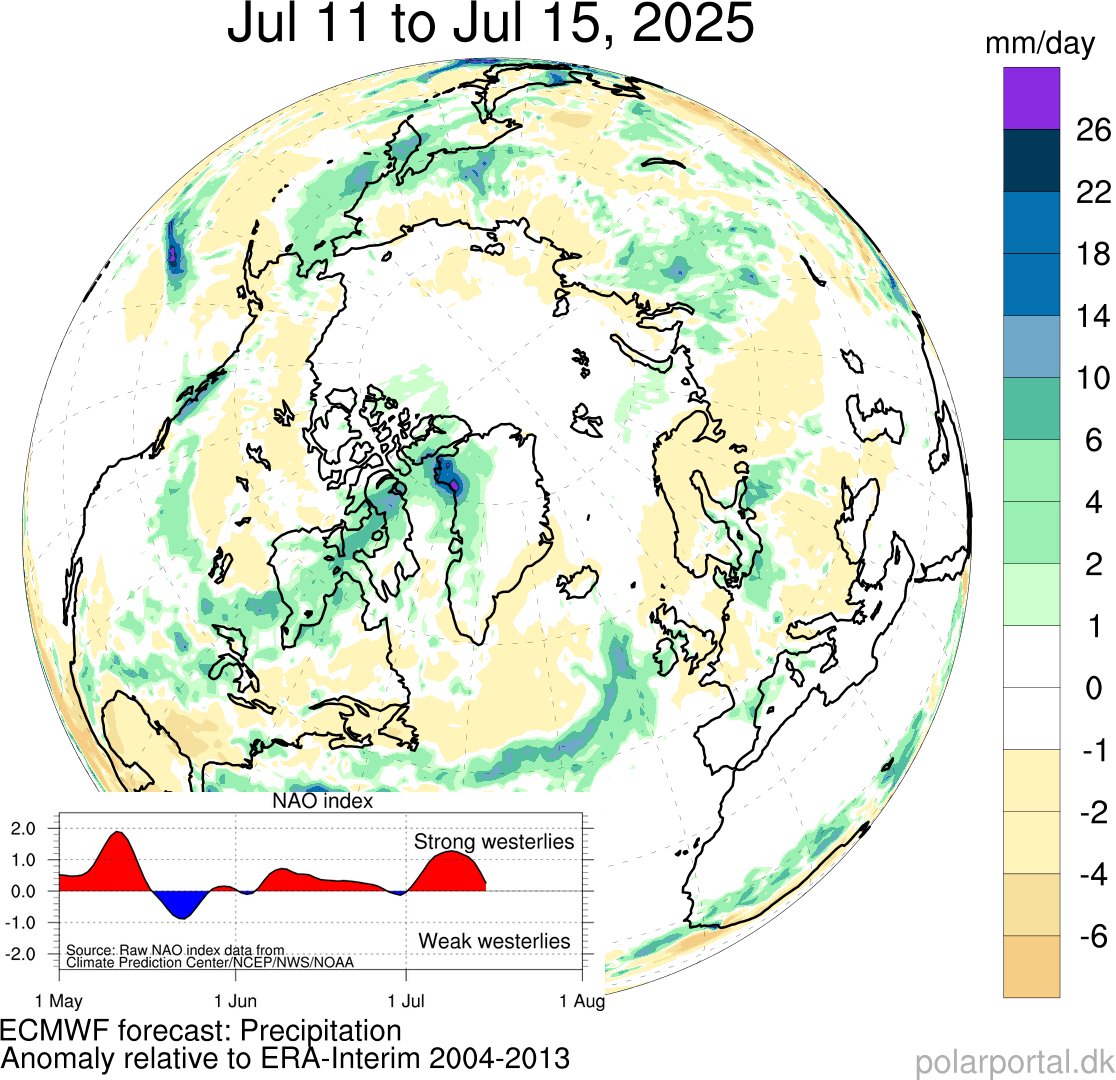 Jul 11 to Jul 15, 2025
mm/day
26
22
18
14
10
6
4
2
1
0
-1
-2
-4
-6
NAO index
2.0
1.0
0.0
-1.0
-2.0
Strong westerlies
Weak westerlies
Source: Raw NAO index data from
Climate Prediction Center/NCEP/NWS/NOAA
1 May 1 Jun 1 Jul 1 Aug
ECMWF forecast: Precipitation
Anomaly relative to ERA-Interim 2004-2013
polarportal.dk